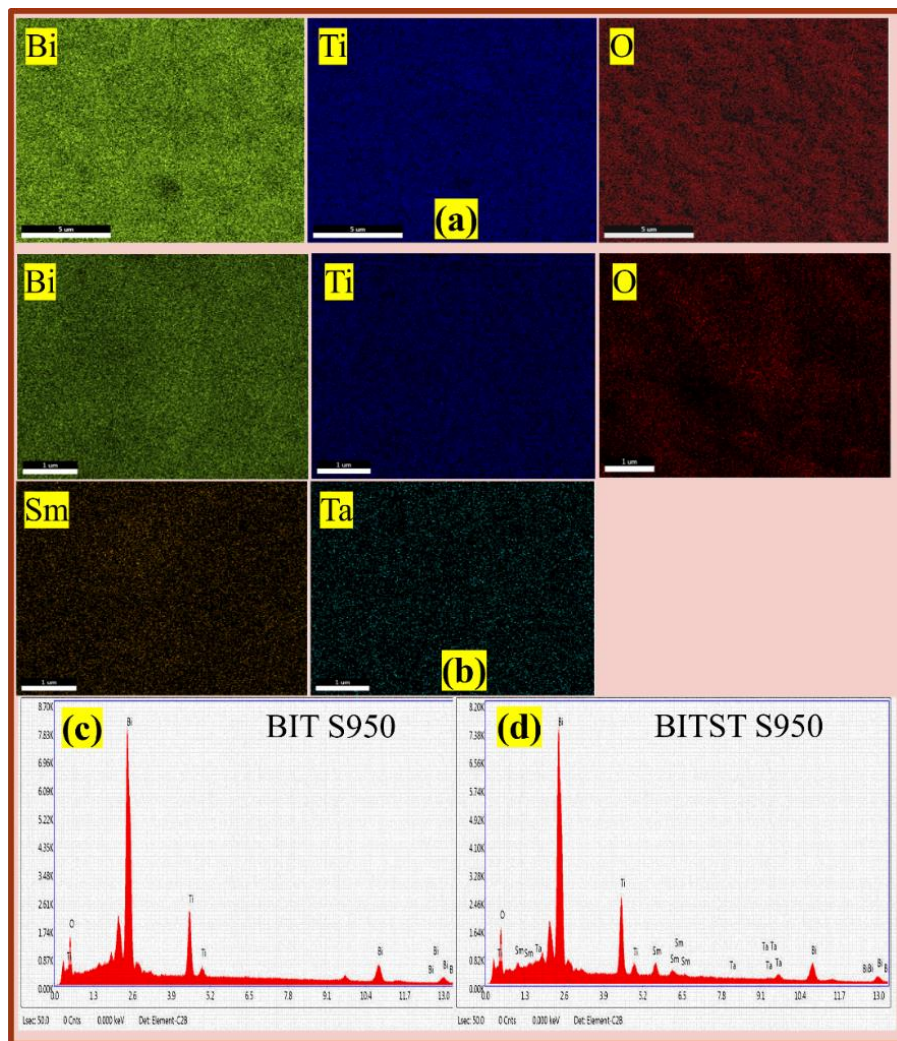 Bi Ti O
5 um 5 um 5 um
(a)
Bi Ti O
1 um 1 um 1 um
Sm Ta
1 um 1 um
(b)
(c) BIT S950
8.70K
7.83K
6.96K
6.09K
5.22K
4.35K
3.48K
2.61K
1.74K
0.87K
0.00K
Bi
O
Ti
Ti
Bi
Bi
Bi
Bi
B
0.0 1.3 2.6 3.9 5.2 6.5 7.8 9.1 10.4 11.7 13.0
Lsec: 50.0 0 Cnts 0.000 keV Det: Element-C2B
(d) BITST S950
8.20K
7.38K
6.56K
5.74K
4.92K
4.10K
3.28K
2.46K
1.64K
0.82K
0.00K
Bi
O
Sm
Sm
Ta
Ti
Ti
Sm
Sm
Sm
Sm
Ta
Ta Ta
Ta Ta
Bi
Bi
Bi
Bi
0.0 1.3 2.6 3.9 5.2 6.5 7.8 9.1 10.4 11.7 13.0
Lsec: 50.0 0 Cnts 0.000 keV Det: Element-C2B